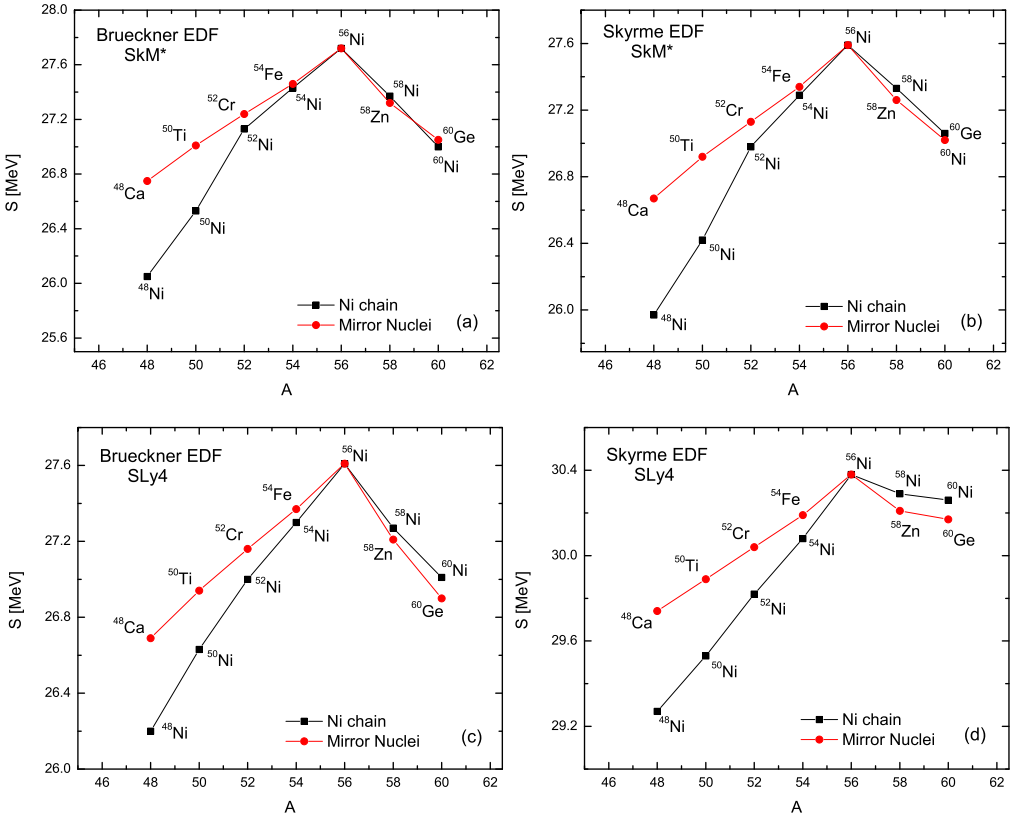 Brueckner EDF
SkM*
S [MeV]
28.0
27.6
27.2
26.8
26.4
26.0
25.6
⁵⁶Ni
⁵⁴Fe
⁵⁴Ni
⁵⁸Ni
⁵²Cr
⁵⁸Zn
⁵²Ni
⁶⁰Ge
⁵⁰Ti
⁶⁰Ni
⁴⁸Ca
⁵⁰Ni
⁴⁸Ni
Ni chain
Mirror Nuclei
(a)
46 48 50 52 54 56 58 60 62
A
Skyrme EDF
SkM*
S [MeV]
27.6
27.2
26.8
26.4
26.0
⁵⁶Ni
⁵⁴Fe
⁵⁸Ni
⁵⁴Ni
⁵²Cr
⁵⁸Zn
⁶⁰Ge
⁵⁰Ti
⁵²Ni
⁶⁰Ni
⁴⁸Ca
⁵⁰Ni
⁴⁸Ni
Ni chain
Mirror Nuclei
(b)
46 48 50 52 54 56 58 60 62
A
Brueckner EDF
SLy4
S [MeV]
27.6
27.2
26.8
26.4
26.0
⁵⁶Ni
⁵⁴Fe
⁵⁴Ni
⁵⁸Ni
⁵²Cr
⁵⁸Zn
⁵⁰Ti
⁵²Ni
⁶⁰Ni
⁴⁸Ca
⁶⁰Ge
⁵⁰Ni
⁴⁸Ni
Ni chain
Mirror Nuclei
(c)
46 48 50 52 54 56 58 60 62
A
Skyrme EDF
SLy4
S [MeV]
30.4
30.0
29.6
29.2
⁵⁶Ni
⁵⁸Ni
⁶⁰Ni
⁵⁴Fe
⁵⁸Zn
⁶⁰Ge
⁵²Cr
⁵⁴Ni
⁵⁰Ti
⁴⁸Ca
⁵²Ni
⁵⁰Ni
⁴⁸Ni
Ni chain
Mirror Nuclei
(d)
46 48 50 52 54 56 58 60 62
A